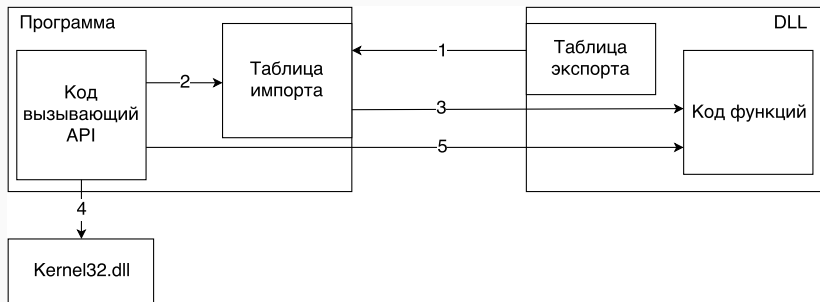 Программа
DLL
Код
вызывающий
API
2
Таблица
импорта
1
Таблица
экспорта
3
Код функций
5
4
Kernel32.dll